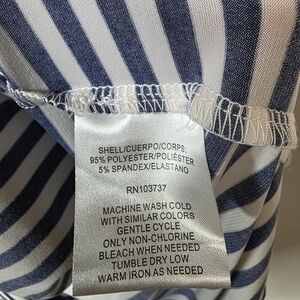 SHELL/CUERPO/CORPS:
95% POLYESTER/POLIÉSTER
5% SPANDEX/ELASTANO
RN103737
MACHINE WASH COLD
WITH SIMILAR COLORS
GENTLE CYCLE
ONLY NON-CHLORINE
BLEACH WHEN NEEDED
TUMBLE DRY LOW
WARM IRON AS NEEDED